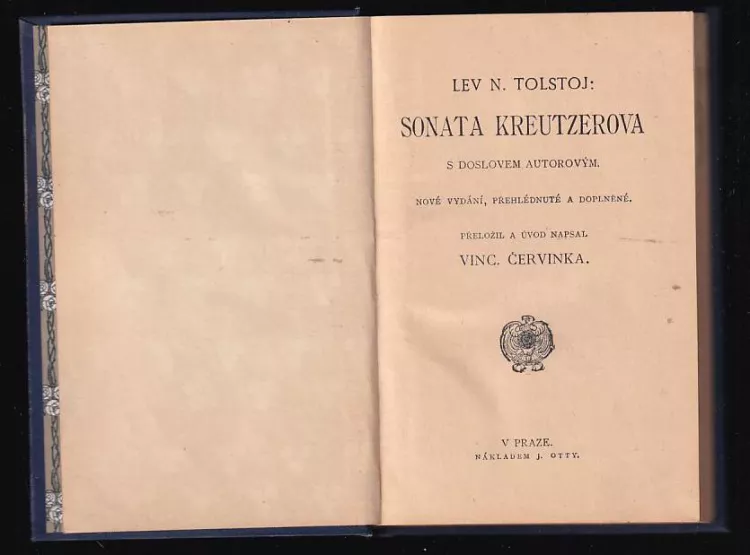 LEV N. TOLSTOJ:
SONATA KREUTZEROVA
S DOSLOVEM AUTOROVÝM.
NOVÉ VYDÁNÍ, PŘEHLÉDNUTÉ A DOPLNĚNÉ.
PŘELOŽIL A ÚVOD NAPSAL
VINC. ČERVINKA.
V PRAZE.
NÁKLADEM J. OTTY.